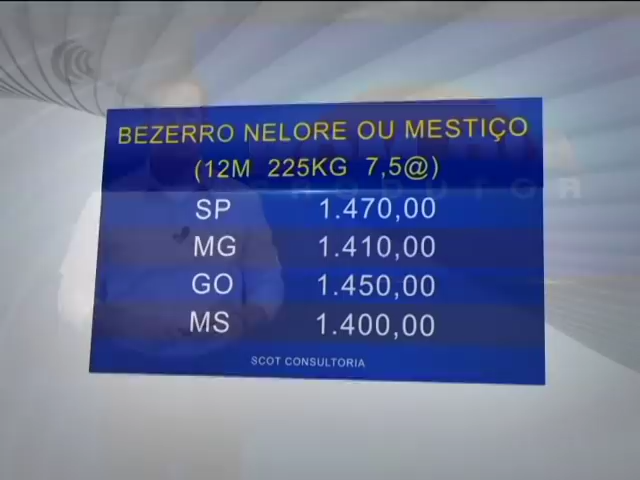 BEZERRO NELORE OU MESTIÇO
(12M 225KG 7,5@)
SP 1.470,00
MG 1.410,00
GO 1.450,00
MS 1.400,00
SCOT CONSULTORIA